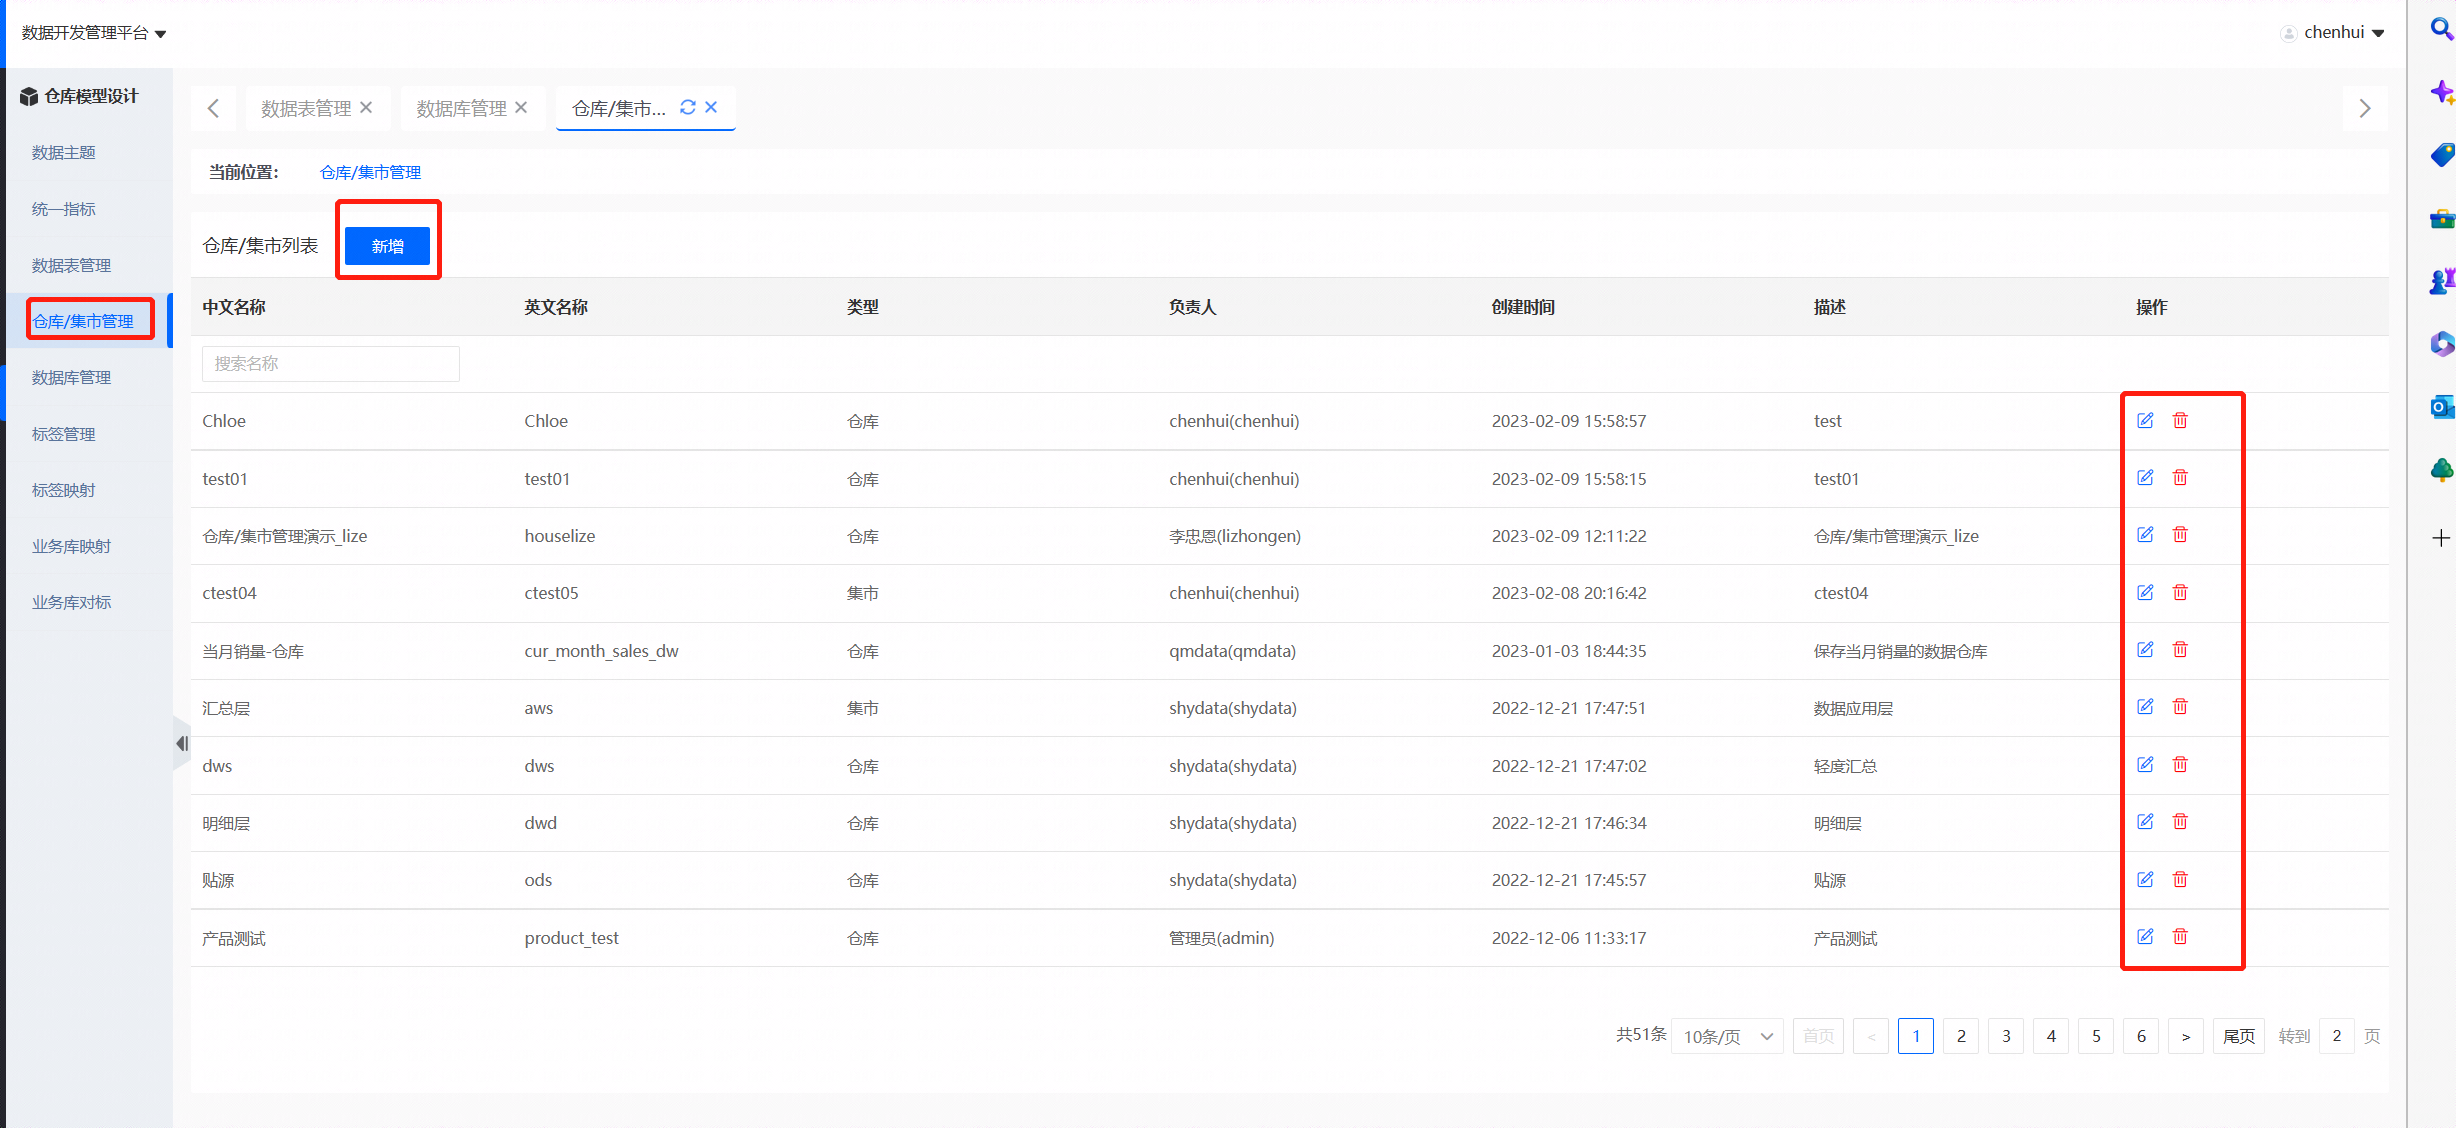 数据开发管理平台
chenhui
仓库模型设计
数据主题
统一指标
数据表管理
仓库/集市管理
数据库管理
标签管理
标签映射
业务库映射
业务库对标
数据表管理 数据库管理 仓库/集市...
当前位置： 仓库/集市管理
仓库/集市列表 新增
中文名称 英文名称 类型 负责人 创建时间 描述 操作
搜索名称
Chloe Chloe 仓库 chenhui(chenhui) 2023-02-09 15:58:57 test
test01 test01 仓库 chenhui(chenhui) 2023-02-09 15:58:15 test01
仓库/集市管理演示_lize houselize 仓库 李忠恩(lizhongen) 2023-02-09 12:11:22 仓库/集市管理演示_lize
ctest04 ctest05 集市 chenhui(chenhui) 2023-02-08 20:16:42 ctest04
当月销量-仓库 cur_month_sales_dw 仓库 qmdata(qmdata) 2023-01-03 18:44:35 保存当月销量的数据仓库
汇总层 aws 集市 shydata(shydata) 2022-12-21 17:47:51 数据应用层
dws dws 仓库 shydata(shydata) 2022-12-21 17:47:02 轻度汇总
明细层 dwd 仓库 shydata(shydata) 2022-12-21 17:46:34 明细层
贴源 ods 仓库 shydata(shydata) 2022-12-21 17:45:57 贴源
产品测试 product_test 仓库 管理员(admin) 2022-12-06 11:33:17 产品测试
共51条 10条/页 首页 < 1 2 3 4 5 6 > 尾页 转到 2 页